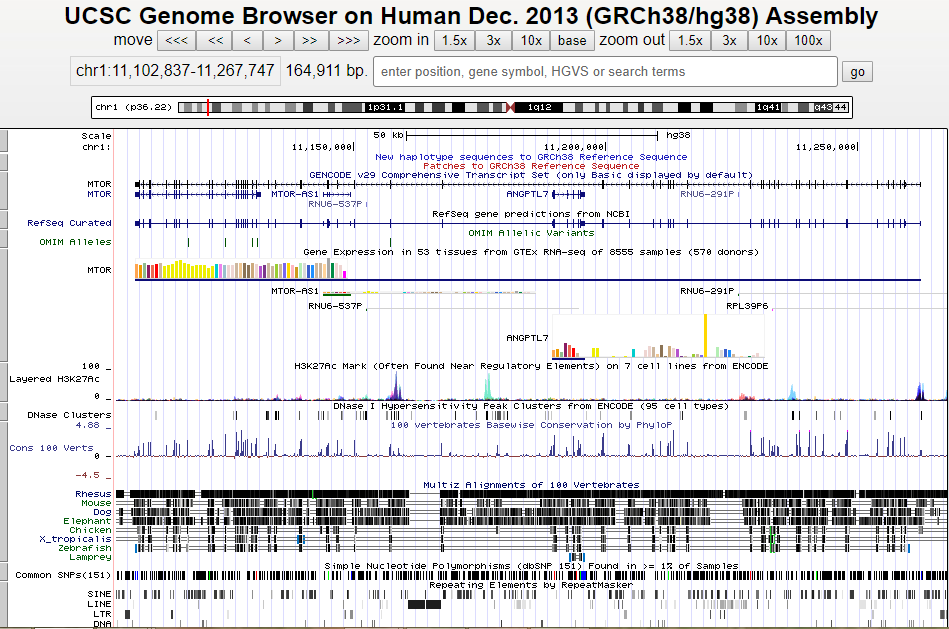 UCSC Genome Browser on Human Dec. 2013 (GRCh38/hg38) Assembly
move <<< << < > >> >>> zoom in 1.5x 3x 10x base zoom out 1.5x 3x 10x 100x
chr1:11,102,837-11,267,747 164,911 bp. enter position, gene symbol, HGVS or search terms go
chr1 (p36.22) 1p31.1 1q12 1q41 q43 44
Scale 50 kb hg38
chr1: 11,150,000 11,200,000 11,250,000
New haplotype sequences to GRCh38 Reference Sequence
Patches to GRCh38 Reference Sequence
GENCODE v29 Comprehensive Transcript Set (only Basic displayed by default)
MTOR
MTOR MTOR-AS1 ANGPTL7 RNU6-291P
RNU6-537P
RefSeq gene predictions from NCBI
RefSeq Curated
OMIM Allelic Variants
OMIM Alleles
Gene Expression in 53 tissues from GTEx RNA-seq of 8555 samples (570 donors)
MTOR
MTOR-AS1 RNU6-291P
RNU6-537P RPL39P6
ANGPTL7
H3K27Ac Mark (Often Found Near Regulatory Elements) on 7 cell lines from ENCODE
100 _
Layered H3K27Ac
0 _
DNase I Hypersensitivity Peak Clusters from ENCODE (95 cell types)
DNase Clusters
100 vertebrates Basewise Conservation by PhyloP
4.88 _
Cons 100 Verts
0 -
-4.5 _
Multiz Alignments of 100 Vertebrates
Rhesus
Mouse
Dog
Elephant
Chicken
X_tropicalis
Zebrafish
Lamprey
Simple Nucleotide Polymorphisms (dbSNP 151) Found in >= 1% of Samples
Common SNPs(151)
Repeating Elements by RepeatMasker
SINE
LINE
LTR
DNA